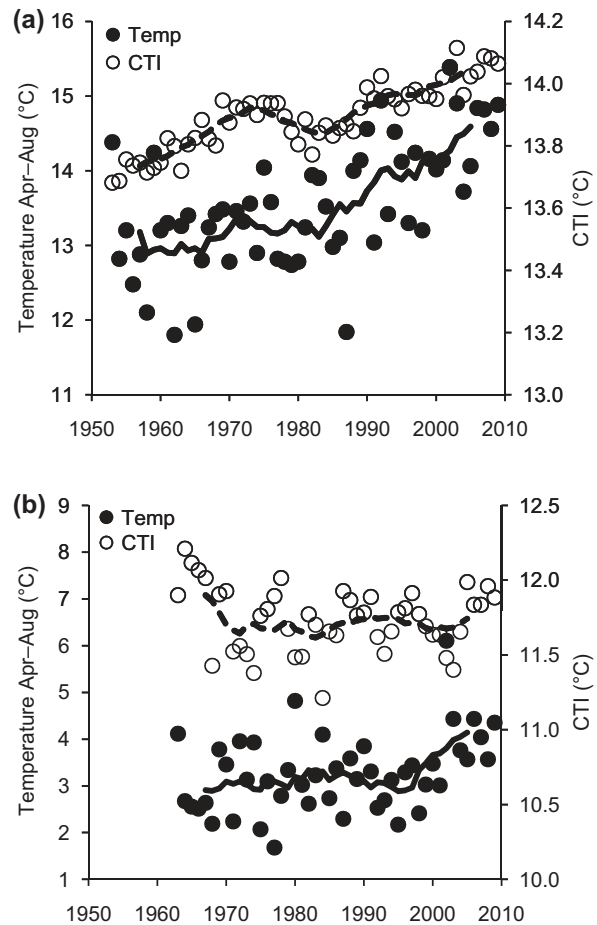 (a)
16
15
14
13
12
11
Temperature Apr–Aug (°C)
Temp
CTI
14.2
14.0
13.8
13.6
13.4
13.2
13.0
CTI (°C)
1950 1960 1970 1980 1990 2000 2010
(b)
9
8
7
6
5
4
3
2
1
Temperature Apr–Aug (°C)
Temp
CTI
12.5
12.0
11.5
11.0
10.5
10.0
CTI (°C)
1950 1960 1970 1980 1990 2000 2010